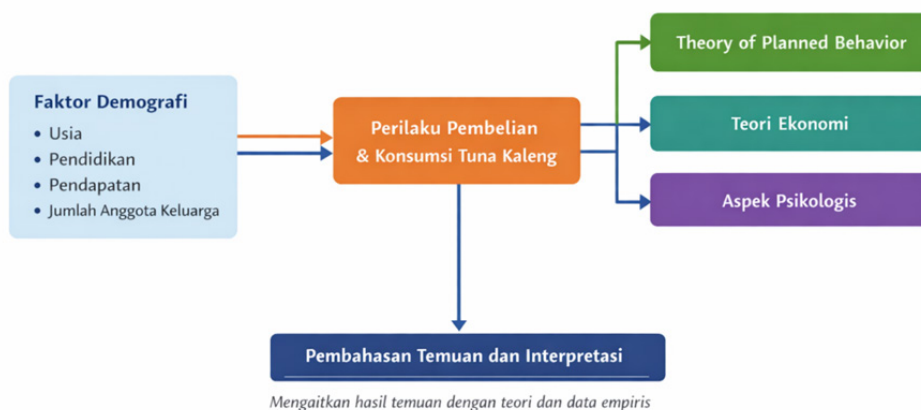 Faktor Demografi
• Usia
• Pendidikan
• Pendapatan
• Jumlah Anggota Keluarga
Perilaku Pembelian
& Konsumsi Tuna Kaleng
Theory of Planned Behavior
Teori Ekonomi
Aspek Psikologis
Pembahasan Temuan dan Interpretasi
Mengaitkan hasil temuan dengan teori dan data empiris